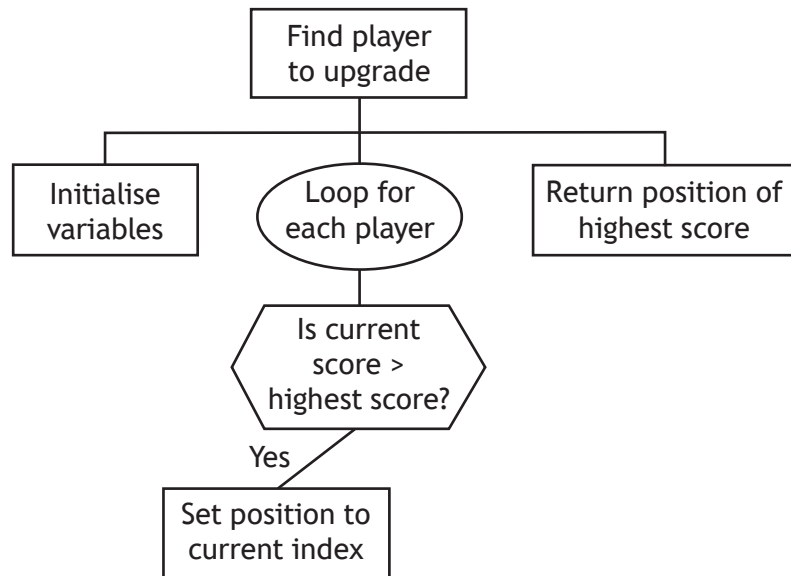 Find player
to upgrade
Initialise
variables
Loop for
each player
Return position of
highest score
Is current
score >
highest score?
Yes
Set position to
current index